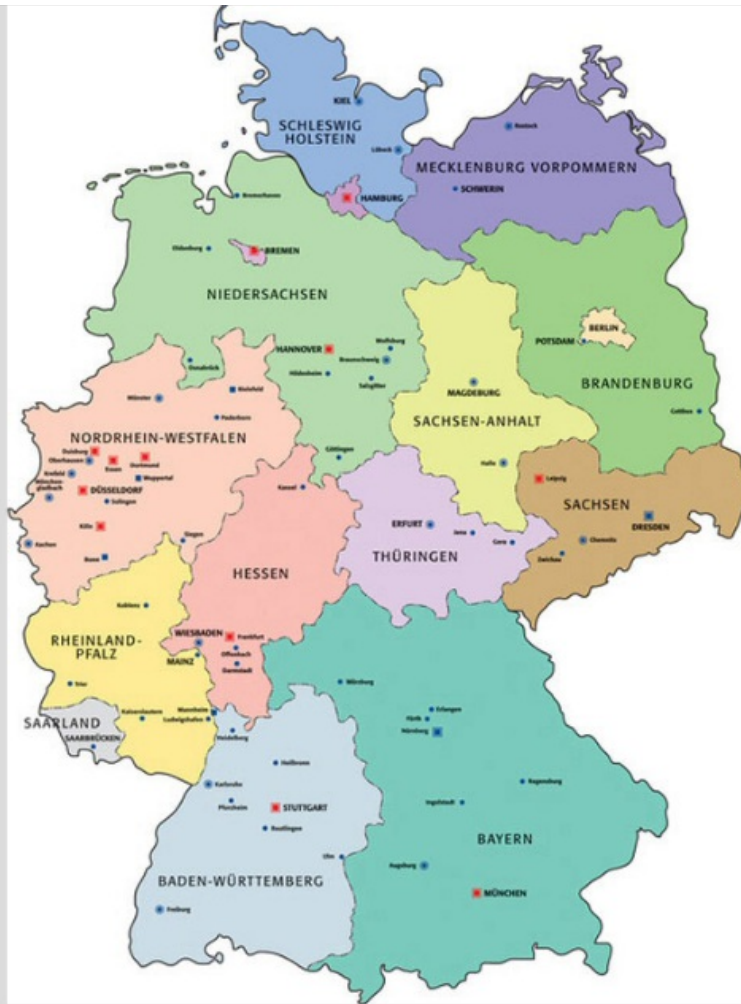 KIEL
SCHLESWIG
HOLSTEIN
Lübeck
Rostock
MECKLENBURG VORPOMMERN
SCHWERIN
HAMBURG
Bremerhaven
Oldenburg
BREMEN
NIEDERSACHSEN
HANNOVER
Wolfsburg
Braunschweig
Hildesheim
Salzgitter
Osnabrück
Göttingen
BERLIN
POTSDAM
BRANDENBURG
Cottbus
MAGDEBURG
SACHSEN-ANHALT
Halle
Münster
Bielefeld
Paderborn
NORDRHEIN-WESTFALEN
Duisburg
Oberhausen
Essen
Dortmund
Krefeld
Wuppertal
Mönchen-
gladbach
DÜSSELDORF
Solingen
Köln
Aachen
Bonn
Siegen
Kassel
HESSEN
WIESBADEN
Frankfurt
Offenbach
Darmstadt
ERFURT
Jena
Gera
THÜRINGEN
Leipzig
SACHSEN
DRESDEN
Chemnitz
Zwickau
Koblenz
RHEINLAND-
PFALZ
MAINZ
Trier
Kaiserslautern
Mannheim
Ludwigshafen
SAARLAND
SAARBRÜCKEN
Heidelberg
Heilbronn
Karlsruhe
Pforzheim
STUTTGART
Reutlingen
Ulm
BADEN-WÜRTTEMBERG
Freiburg
Würzburg
Erlangen
Fürth
Nürnberg
Regensburg
Ingolstadt
BAYERN
Augsburg
MÜNCHEN